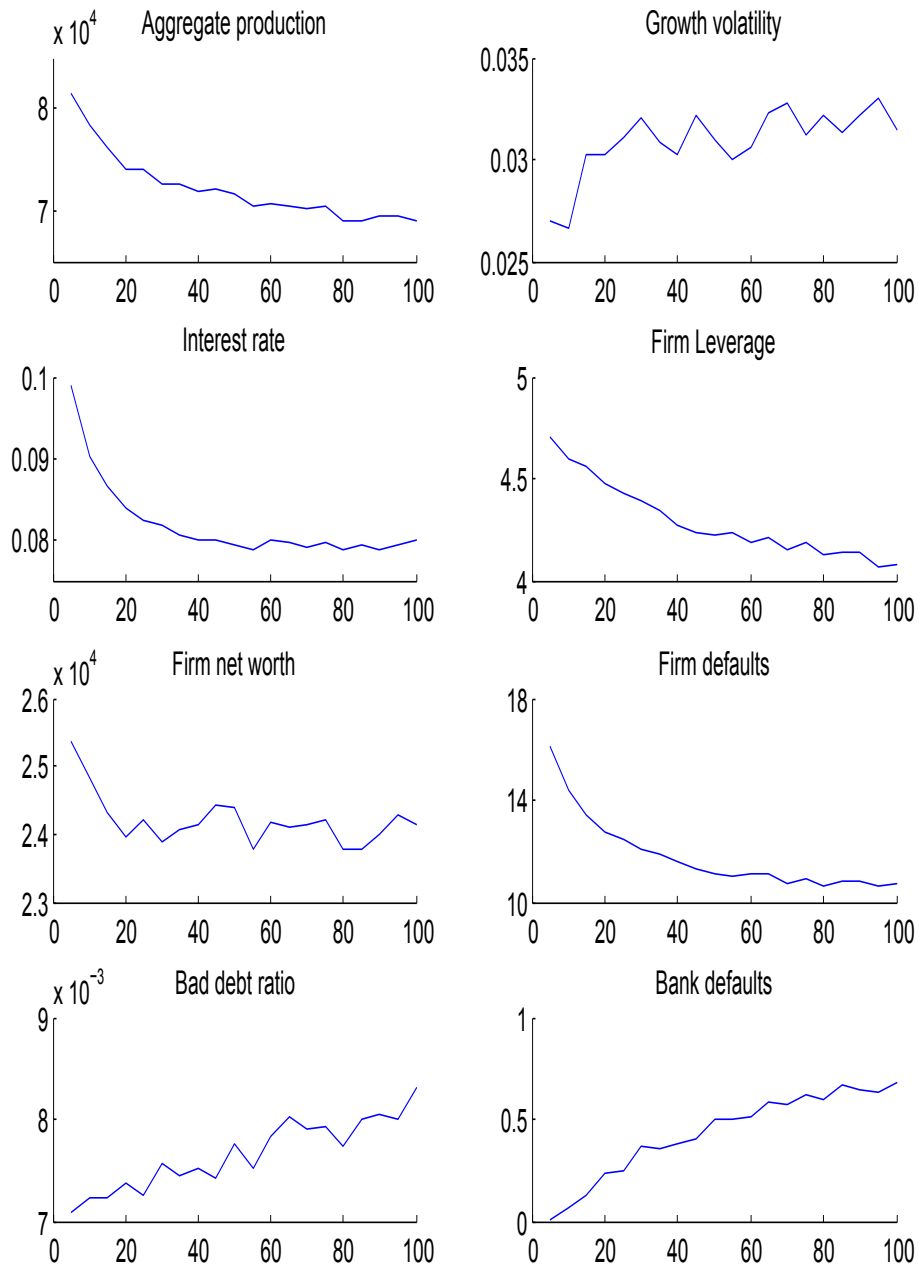 Aggregate production
x 10⁴
8
7
0 20 40 60 80 100
Growth volatility
0.035
0.03
0.025
0 20 40 60 80 100
Interest rate
0.1
0.09
0.08
0 20 40 60 80 100
Firm Leverage
5
4.5
4
0 20 40 60 80 100
Firm net worth
x 10⁴
2.6
2.5
2.4
2.3
0 20 40 60 80 100
Firm defaults
18
14
10
0 20 40 60 80 100
Bad debt ratio
x 10⁻³
9
8
7
0 20 40 60 80 100
Bank defaults
1
0.5
0
0 20 40 60 80 100